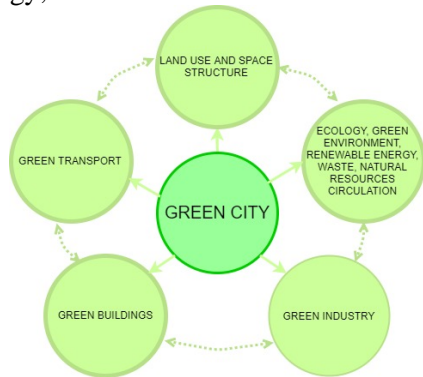 gy,
LAND USE AND SPACE
STRUCTURE
GREEN TRANSPORT
ECOLOGY, GREEN
ENVIRONMENT,
RENEWABLE ENERGY,
WASTE, NATURAL
RESOURCES
CIRCULATION
GREEN CITY
GREEN BUILDINGS
GREEN INDUSTRY